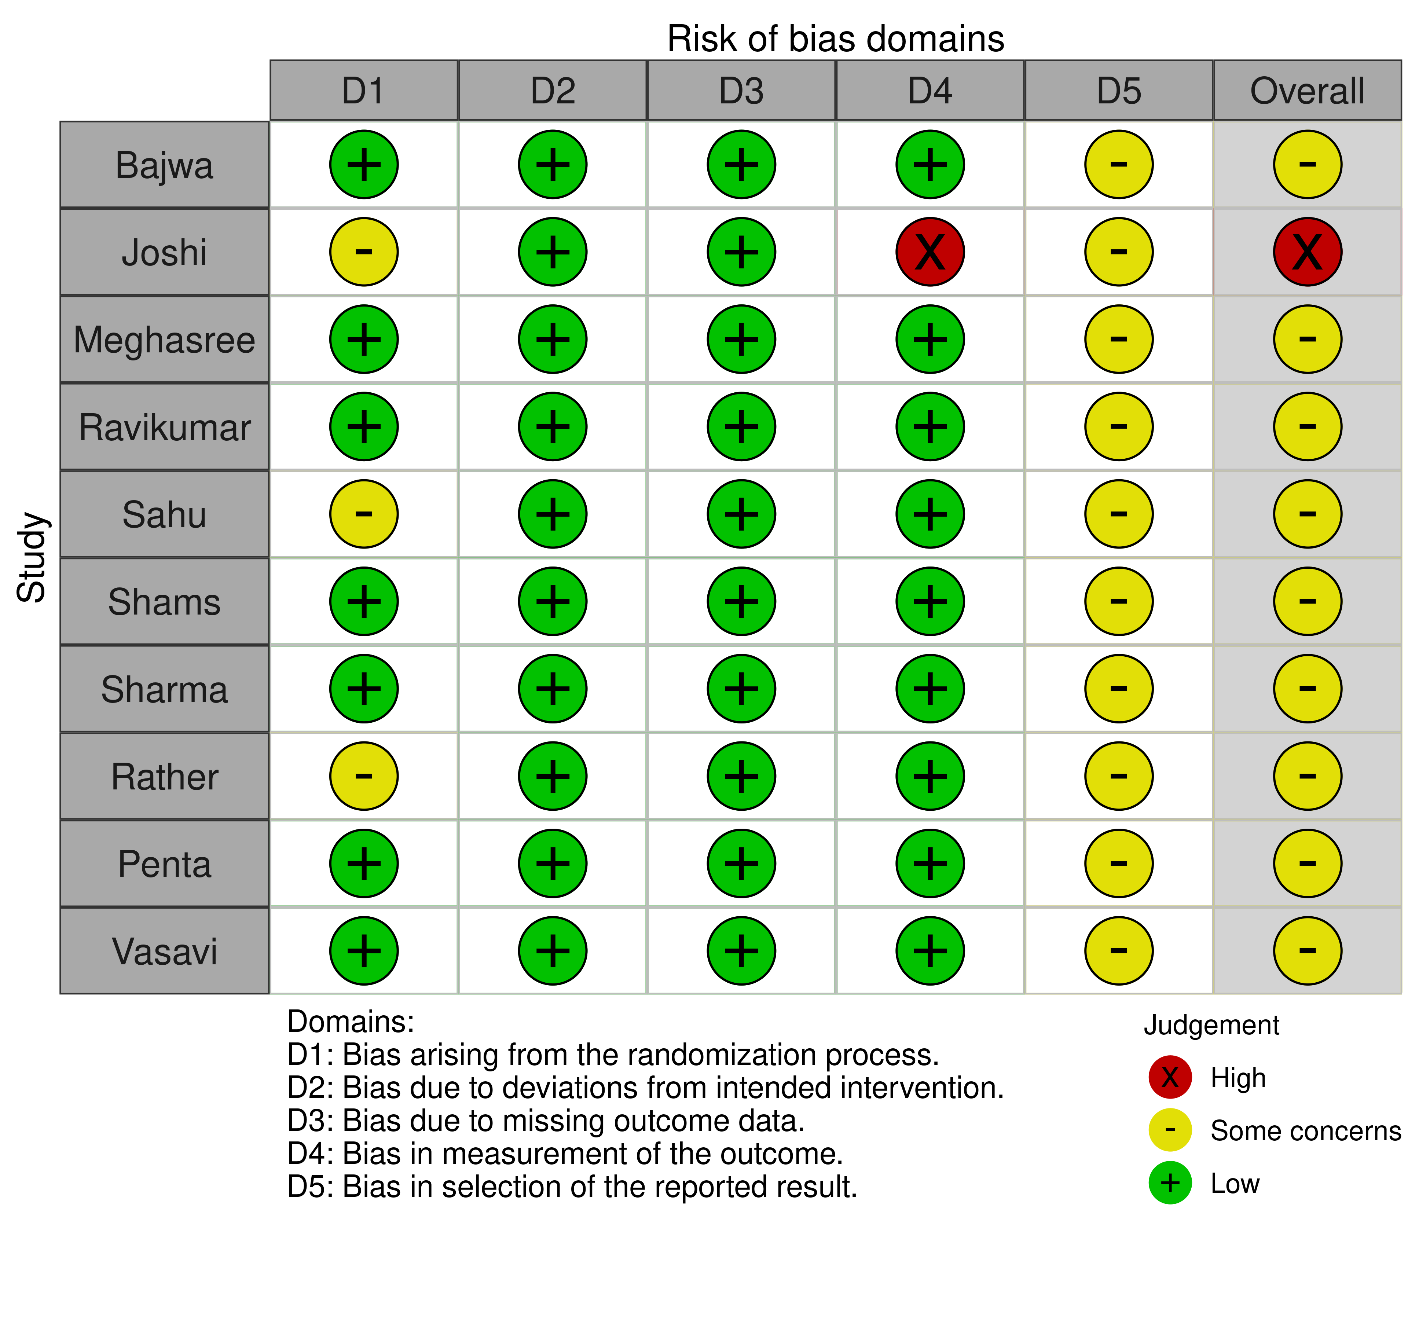 Risk of bias domains
D1 D2 D3 D4 D5 Overall
Study
Bajwa + + + + - -
Joshi - + + X - X
Meghasree + + + + - -
Ravikumar + + + + - -
Sahu - + + + - -
Shams + + + + - -
Sharma + + + + - -
Rather - + + + - -
Penta + + + + - -
Vasavi + + + + - -
Domains:
D1: Bias arising from the randomization process.
D2: Bias due to deviations from intended intervention.
D3: Bias due to missing outcome data.
D4: Bias in measurement of the outcome.
D5: Bias in selection of the reported result.
Judgement
X High
- Some concerns
+ Low